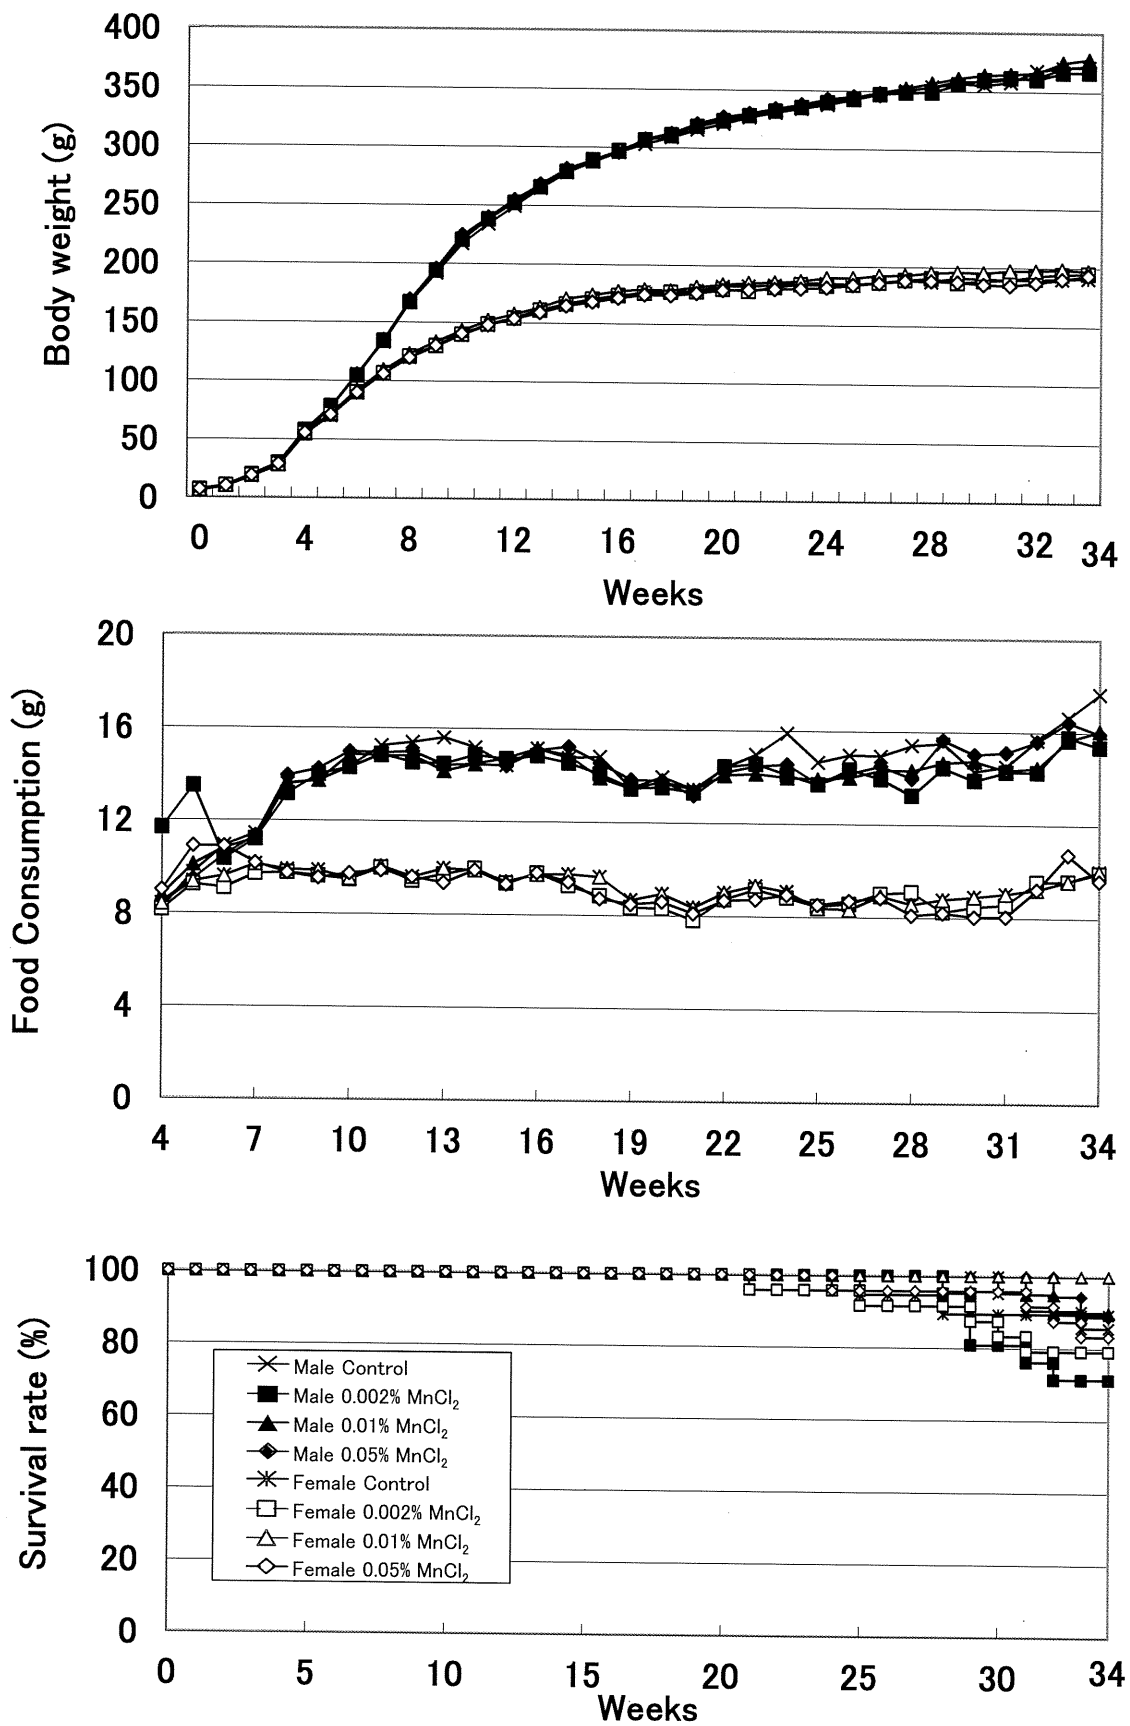 Body weight (g)
400
350
300
250
200
150
100
50
0
0 4 8 12 16 20 24 28 32 34
Weeks
Food Consumption (g)
20
16
12
8
4
0
4 7 10 13 16 19 22 25 28 31 34
Weeks
Survival rate (%)
100
80
60
40
20
0
Male Control
Male 0.002% MnCl2
Male 0.01% MnCl2
Male 0.05% MnCl2
Female Control
Female 0.002% MnCl2
Female 0.01% MnCl2
Female 0.05% MnCl2
0 5 10 15 20 25 30 34
Weeks